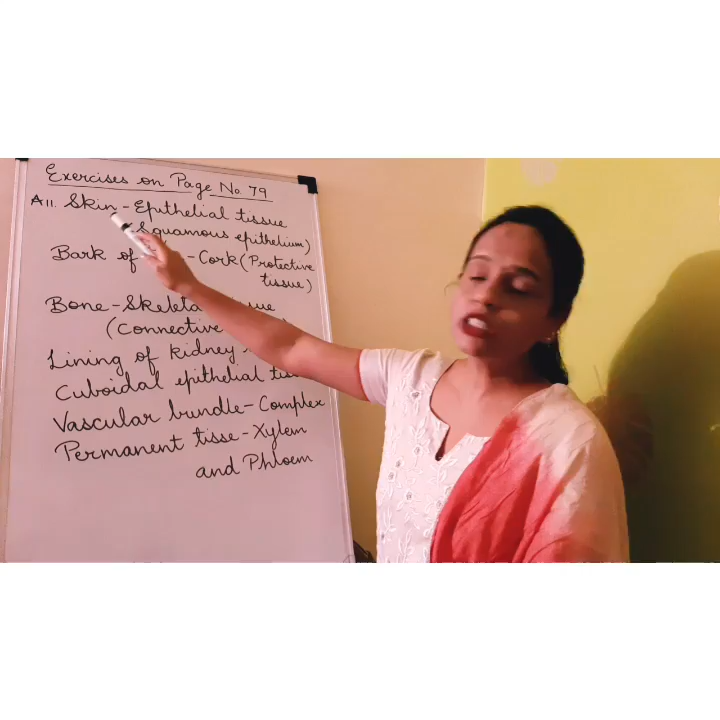 Exercises on Page No. 79
A11. Skin - Epithelial tissue
(Squamous epithelium)
Bark of - Cork (Protective
tissue)
Bone - Skeletal
(Connective
Lining of kidney
Cuboidal epithelial
Vascular bundle - Complex
Permanent tisse - Xylem
and Phloem